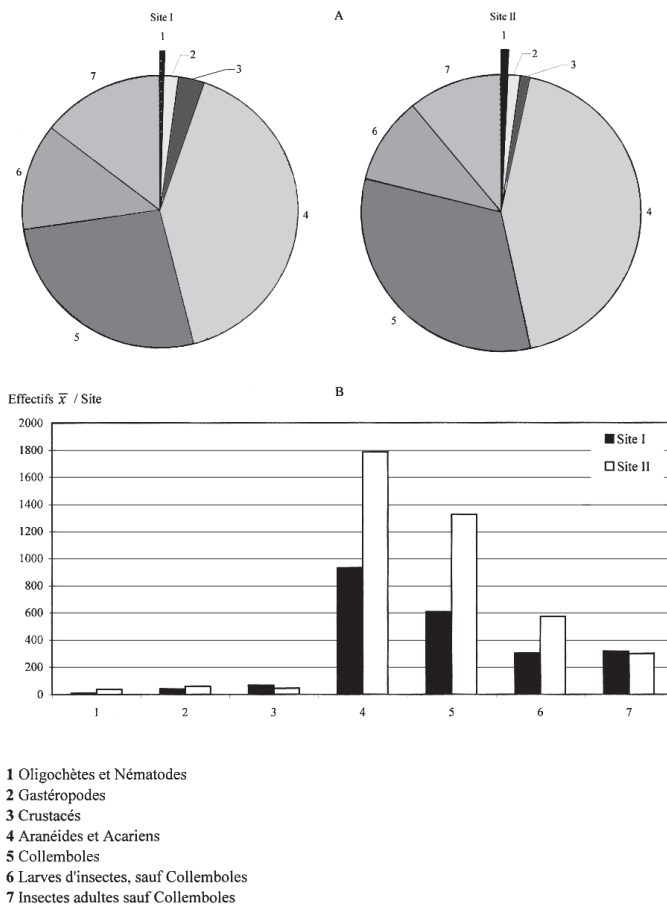 Site I
A
Site II
1
2
3
4
5
6
7
1
2
3
4
5
6
7
Effectifs x̅ / Site
B
2000
1800
1600
1400
1200
1000
800
600
400
200
0
Site I
Site II
1 2 3 4 5 6 7
1 Oligochètes et Nématodes
2 Gastéropodes
3 Crustacés
4 Aranéides et Acariens
5 Collemboles
6 Larves d'insectes, sauf Collemboles
7 Insectes adultes sauf Collemboles